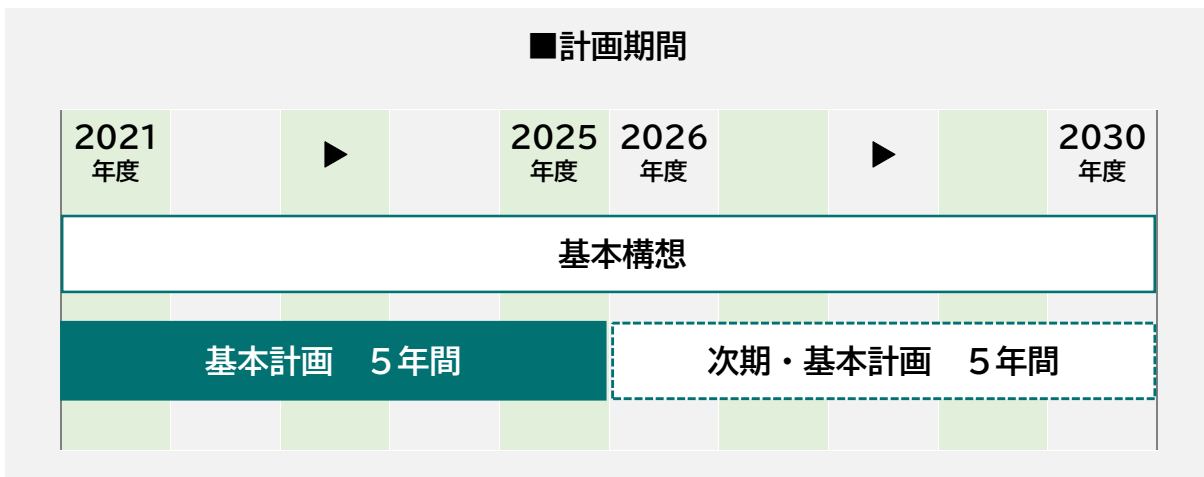 ■計画期間
2021 ▶ 2025 2026 ▶ 2030
年度 年度 年度 年度
基本構想
基本計画　５年間 次期・基本計画　５年間